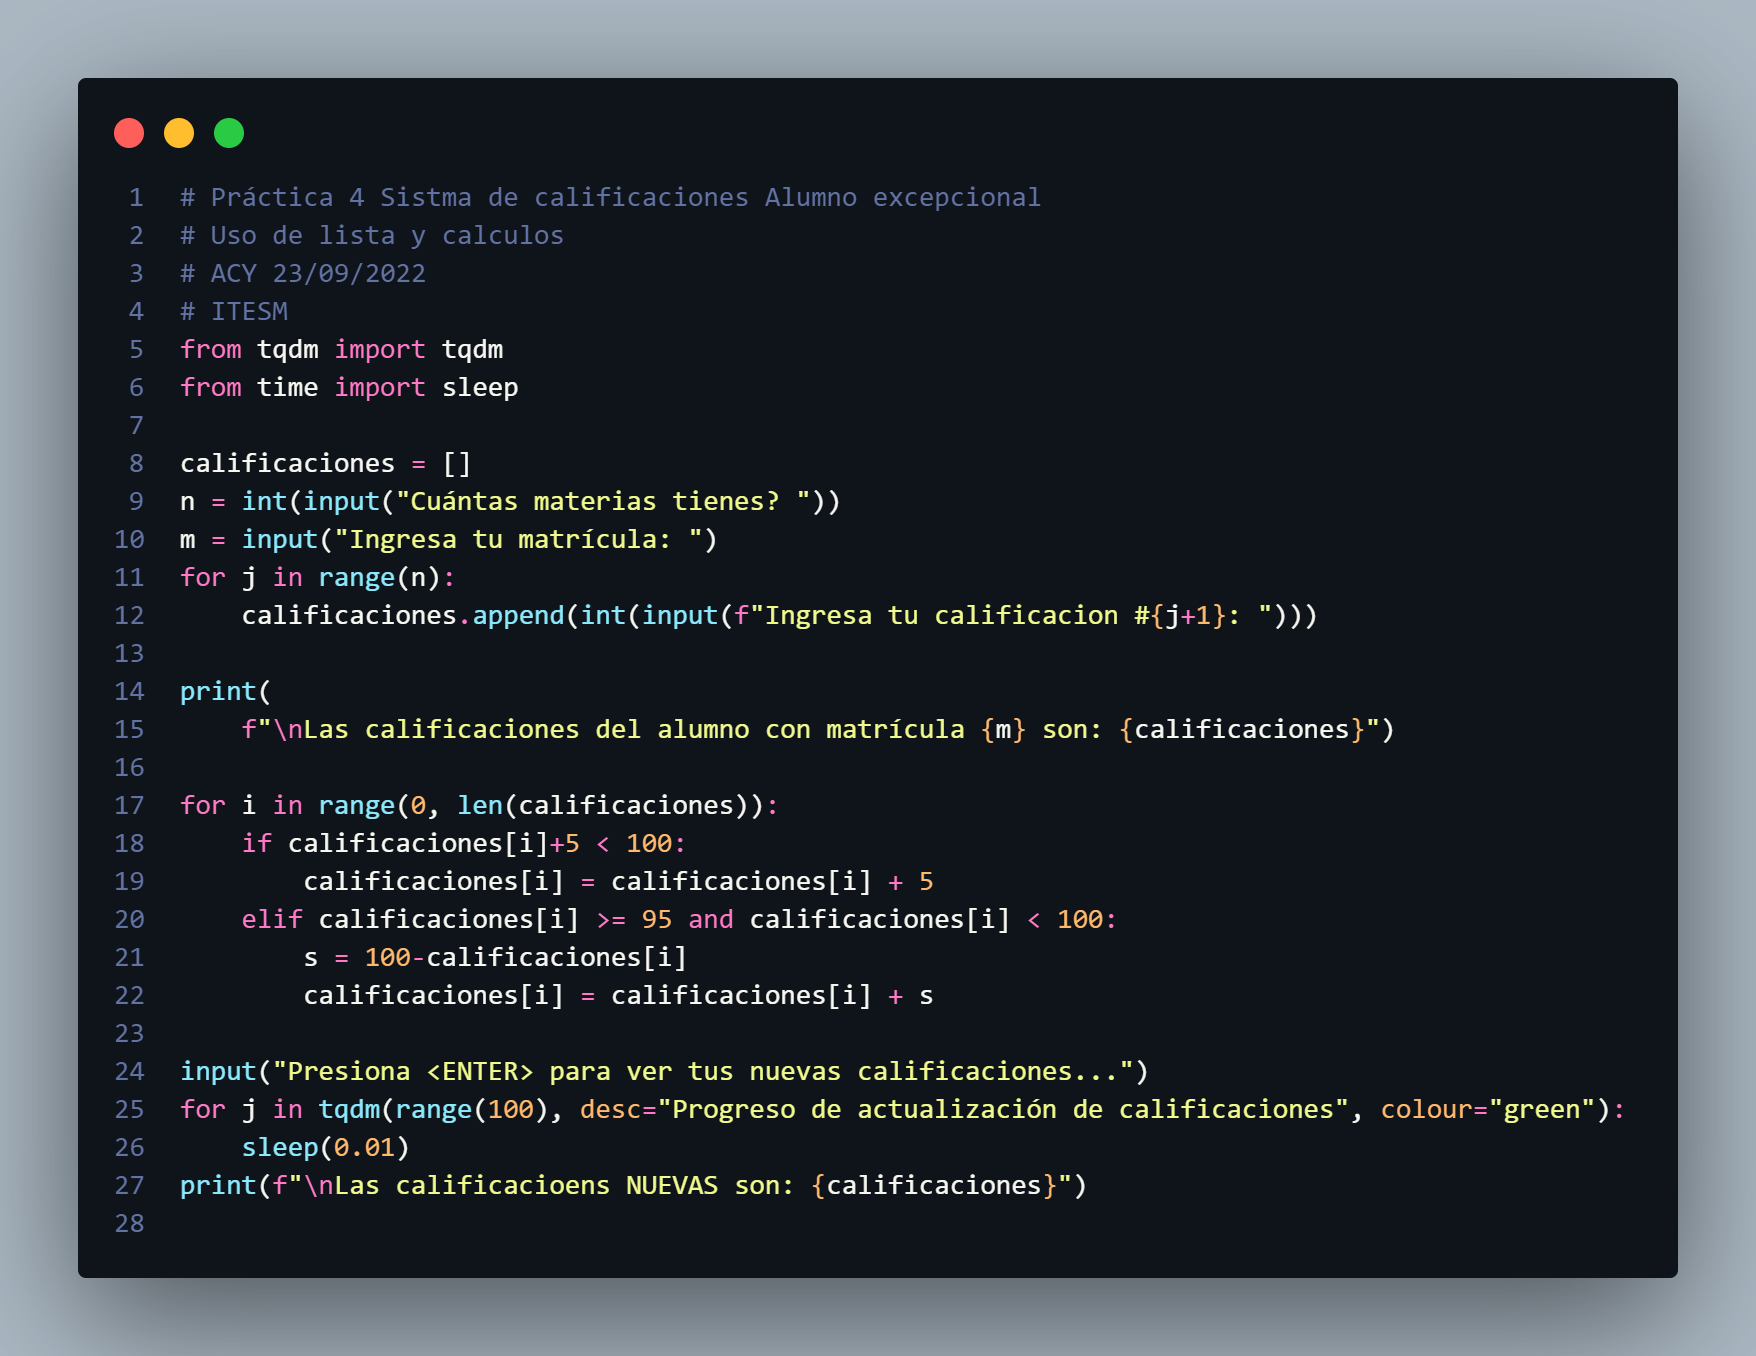 1 # Práctica 4 Sistma de calificaciones Alumno excepcional
2 # Uso de lista y calculos
3 # ACY 23/09/2022
4 # ITESM
5 from tqdm import tqdm
6 from time import sleep
7
8 calificaciones = []
9 n = int(input("Cuántas materias tienes? "))
10 m = input("Ingresa tu matrícula: ")
11 for j in range(n):
12     calificaciones.append(int(input(f"Ingresa tu calificacion #{j+1}: ")))
13
14 print(
15     f"\nLas calificaciones del alumno con matrícula {m} son: {calificaciones}")
16
17 for i in range(0, len(calificaciones)):
18     if calificaciones[i]+5 < 100:
19         calificaciones[i] = calificaciones[i] + 5
20     elif calificaciones[i] >= 95 and calificaciones[i] < 100:
21         s = 100-calificaciones[i]
22         calificaciones[i] = calificaciones[i] + s
23
24 input("Presiona <ENTER> para ver tus nuevas calificaciones...")
25 for j in tqdm(range(100), desc="Progreso de actualización de calificaciones", colour="green"):
26     sleep(0.01)
27 print(f"\nLas calificacioens NUEVAS son: {calificaciones}")
28